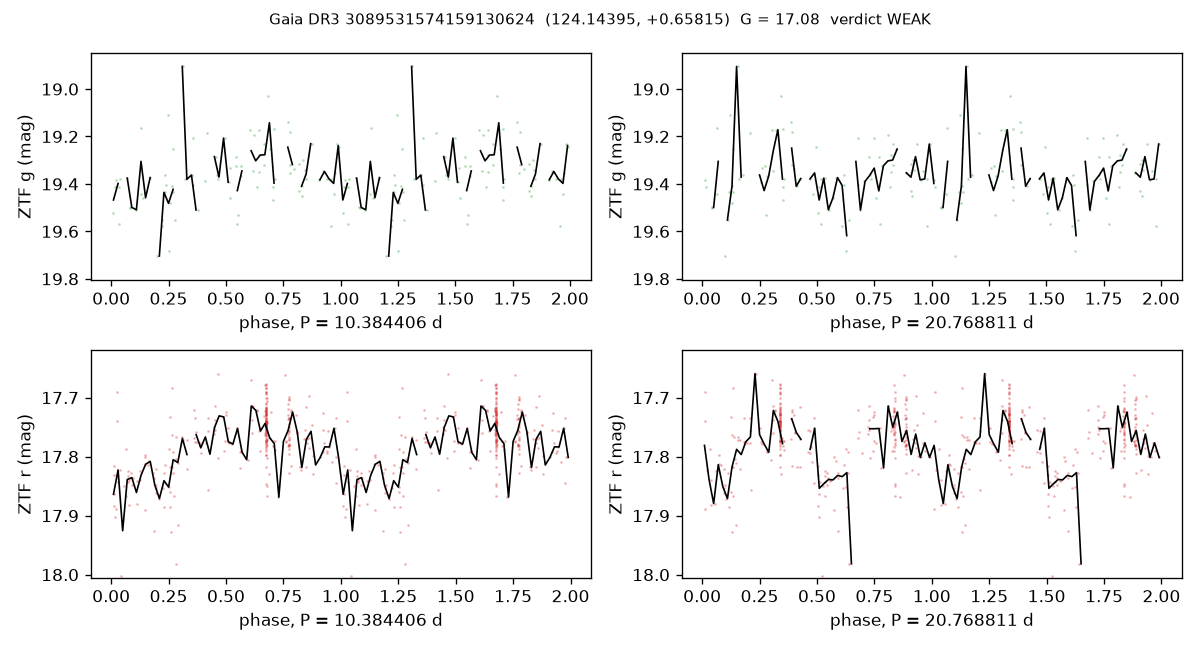 Gaia DR3 3089531574159130624 (124.14395, +0.65815) G = 17.08 verdict WEAK
ZTF g (mag)
19.0
19.2
19.4
19.6
19.8
0.00 0.25 0.50 0.75 1.00 1.25 1.50 1.75 2.00
phase, P = 10.384406 d
ZTF g (mag)
19.0
19.2
19.4
19.6
19.8
0.00 0.25 0.50 0.75 1.00 1.25 1.50 1.75 2.00
phase, P = 20.768811 d
ZTF r (mag)
17.7
17.8
17.9
18.0
0.00 0.25 0.50 0.75 1.00 1.25 1.50 1.75 2.00
phase, P = 10.384406 d
ZTF r (mag)
17.7
17.8
17.9
18.0
0.00 0.25 0.50 0.75 1.00 1.25 1.50 1.75 2.00
phase, P = 20.768811 d